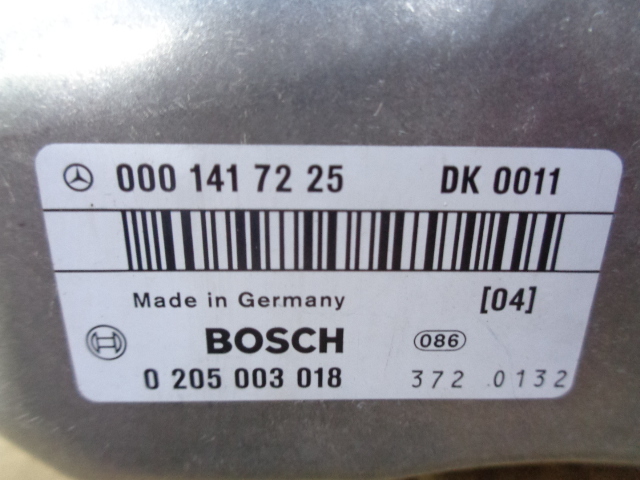 000 141 72 25 DK 0011
Made in Germany [04]
BOSCH 086
0 205 003 018 372 .0132